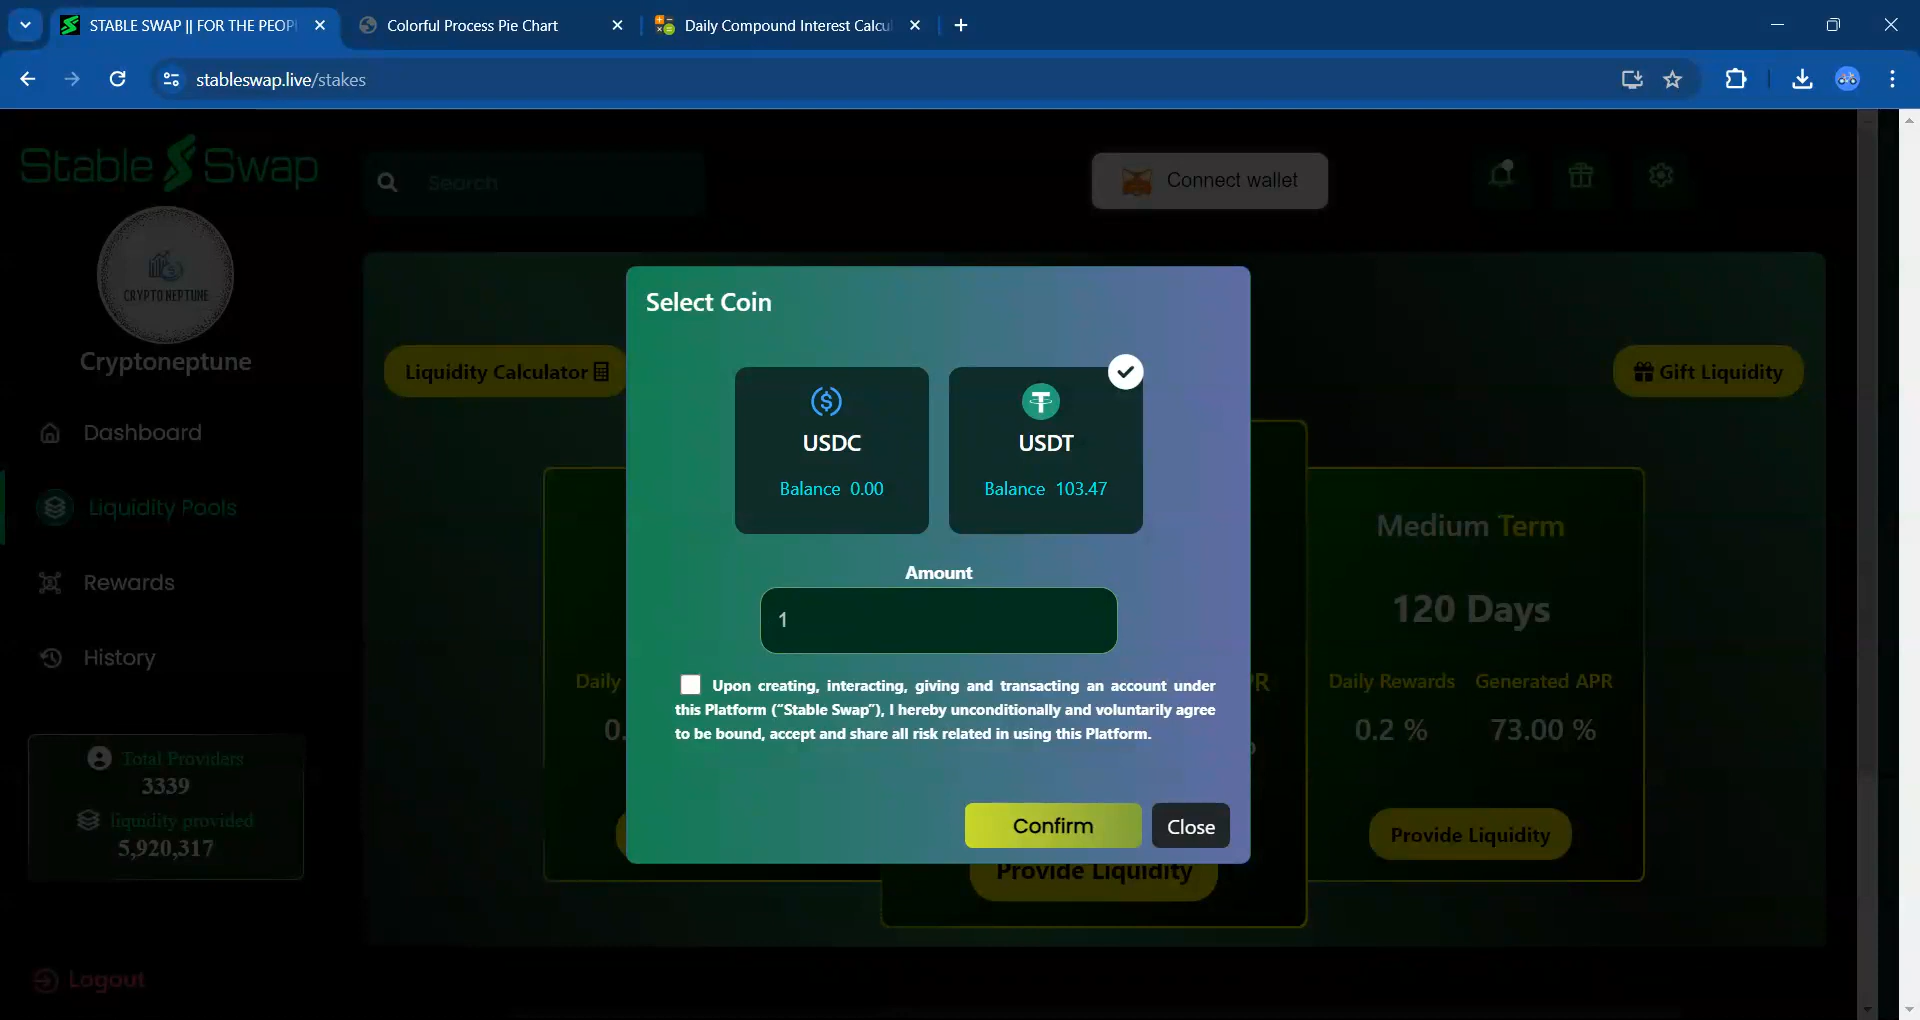 STABLE SWAP || FOR THE PEOP
Colorful Process Pie Chart
Daily Compound Interest Calcu
stableswap.live/stakes
Stable Swap
Search
Connect wallet
CRYPTO NEPTUNE
Cryptoneptune
Dashboard
Liquidity Pools
Rewards
History
Total Providers
3339
liquidity provided
5,920,317
Logout
Liquidity Calculator
Gift Liquidity
Select Coin
USDC
Balance 0.00
USDT
Balance 103.47
Amount
1
Upon creating, interacting, giving and transacting an account under
this Platform (“Stable Swap”), I hereby unconditionally and voluntarily agree
to be bound, accept and share all risk related in using this Platform.
Confirm
Close
Daily
Provide Liquidity
Medium Term
120 Days
Daily Rewards Generated APR
0.2 % 73.00 %
Provide Liquidity